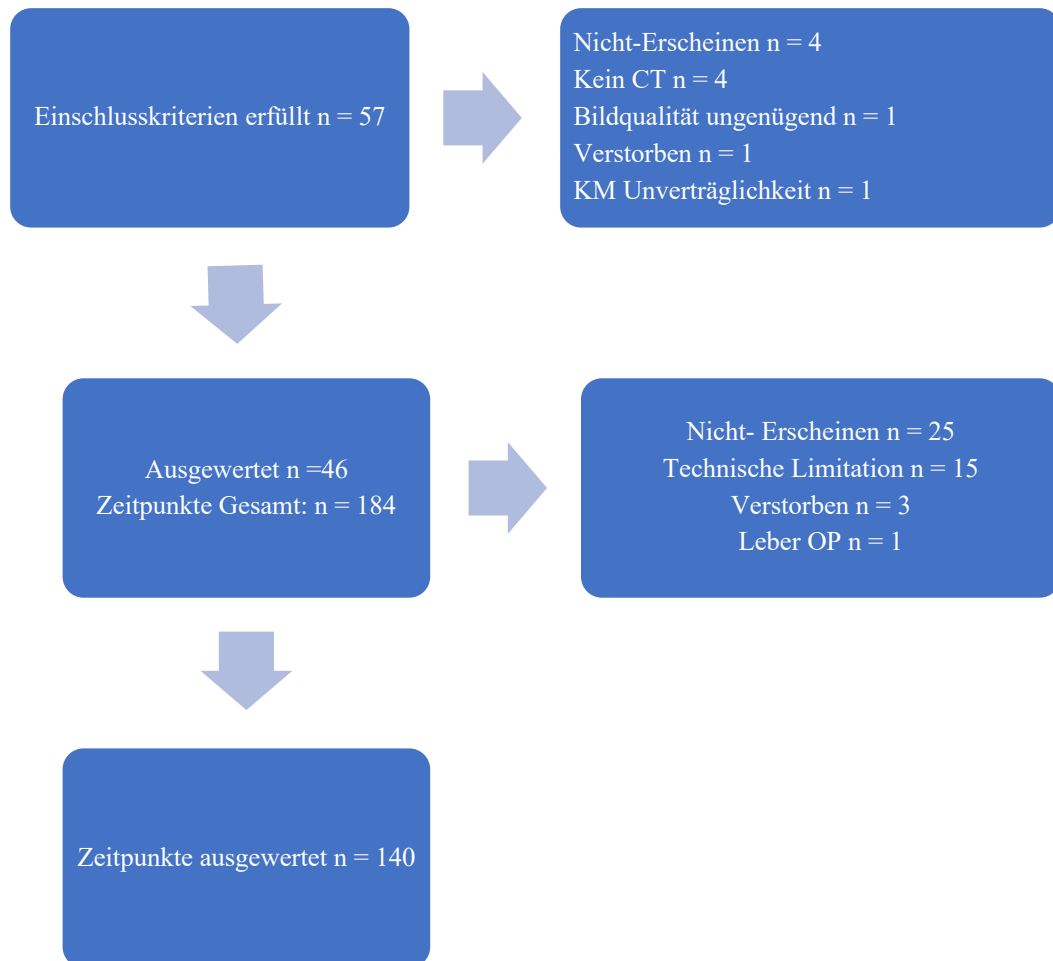 Einschlusskriterien erfüllt n = 57
Nicht-Erscheinen n = 4
Kein CT n = 4
Bildqualität ungenügend n = 1
Verstorben n = 1
KM Unverträglichkeit n = 1
Ausgewertet n =46
Zeitpunkte Gesamt: n = 184
Nicht- Erscheinen n = 25
Technische Limitation n = 15
Verstorben n = 3
Leber OP n = 1
Zeitpunkte ausgewertet n = 140